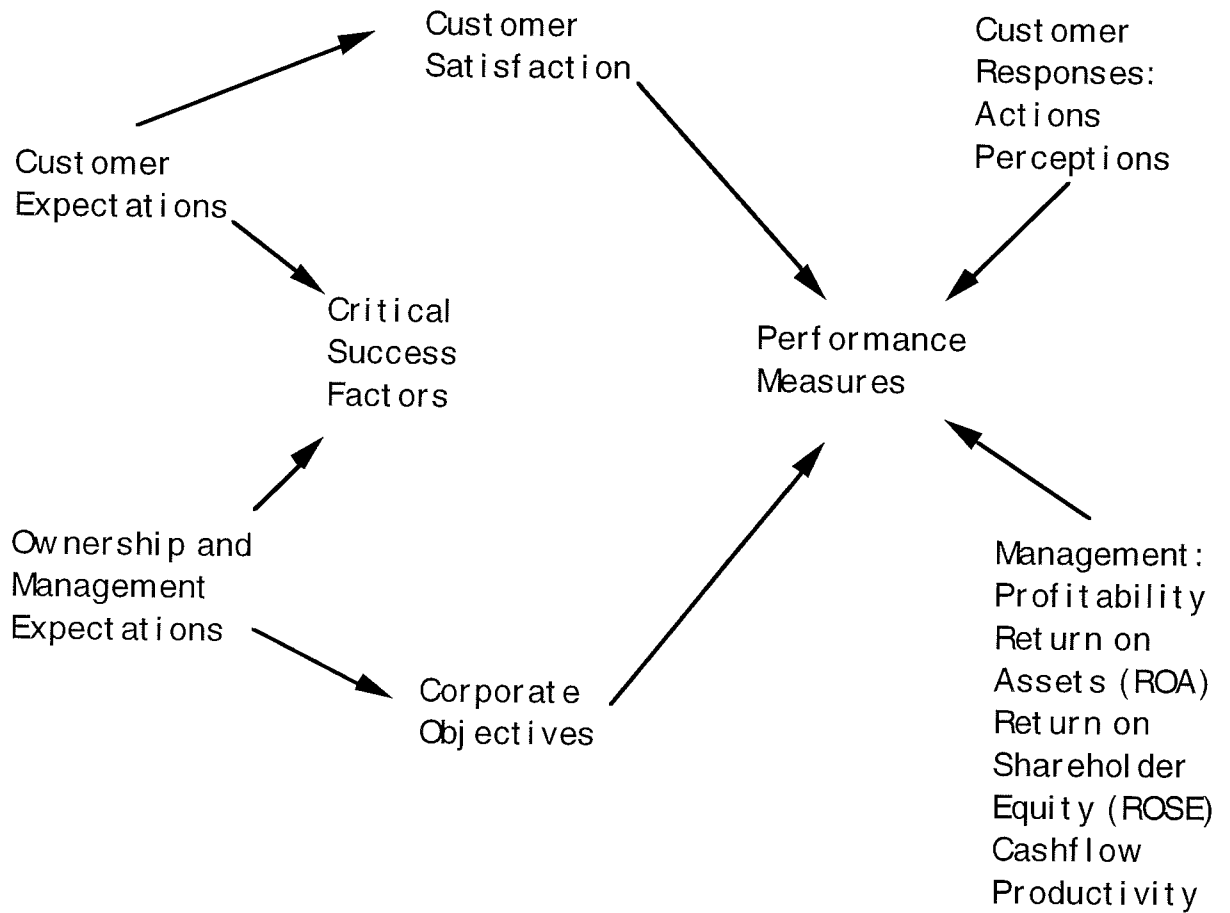 Customer
Satisfaction
Customer
Responses:
Actions
Perceptions
Customer
Expectations
Critical
Success
Factors
Performance
Measures
Ownership and
Management
Expectations
Corporate
Objectives
Management:
Profitability
Return on
Assets (ROA)
Return on
Shareholder
Equity (ROSE)
Cashflow
Productivity